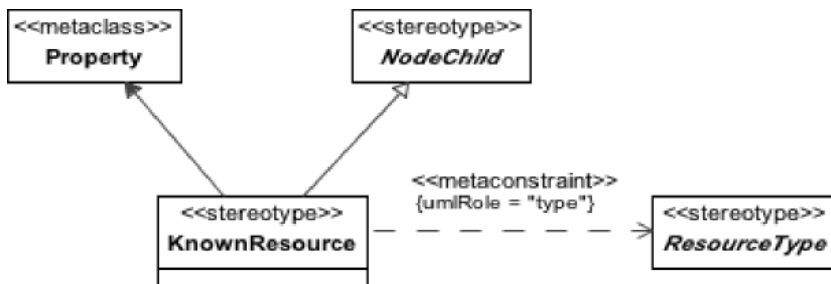 <<metaclass>>
Property
<<stereotype>>
NodeChild
<<metaconstraint>>
{umlRole = "type"}
<<stereotype>>
KnownResource
<<stereotype>>
ResourceType